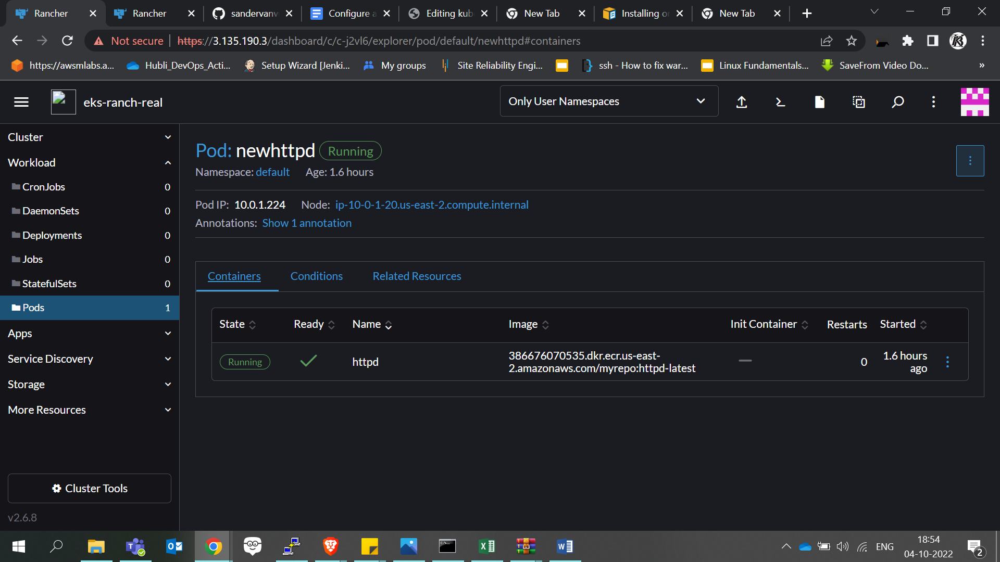 Rancher
Rancher
sandervanv
Configure a
Editing kub
New Tab
Installing o
New Tab
Not secure
https://3.135.190.3/dashboard/c/c-j2vl6/explorer/pod/default/newhttpd#containers
https://awsmlabs.a...
Hubli_DevOps_Acti...
Setup Wizard [Jenki...
My groups
Site Reliability Engi...
ssh - How to fix war...
Linux Fundamentals...
SaveFrom Video Do...
»
eks-ranch-real
Only User Namespaces
Cluster
Workload
CronJobs 0
DaemonSets 0
Deployments 0
Jobs 0
StatefulSets 0
Pods 1
Apps
Service Discovery
Storage
More Resources
Cluster Tools
v2.6.8
Pod: newhttpd Running
Namespace: default Age: 1.6 hours
Pod IP: 10.0.1.224 Node: ip-10-0-1-20.us-east-2.compute.internal
Annotations: Show 1 annotation
Containers Conditions Related Resources
State Ready Name Image Init Container Restarts Started
Running httpd 386676070535.dkr.ecr.us-east-2.amazonaws.com/myrepo:httpd-latest 0 1.6 hours ago
ENG
18:54
04-10-2022
2